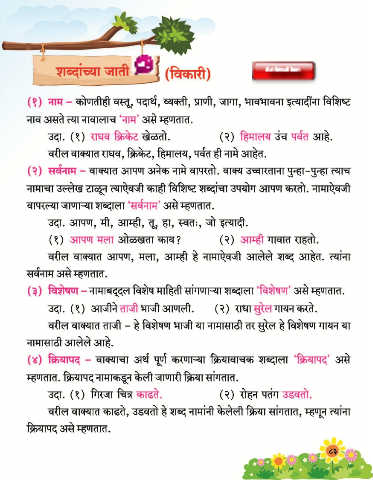 शब्दांच्या जाती (विकारी)
(१) नाम – कोणतीही वस्तू, पदार्थ, व्यक्ती, प्राणी, जागा, भावभावना इत्यादींना विशिष्ट
नाव असते त्या नावालाच 'नाम' असे म्हणतात.
उदा. (१) राघव क्रिकेट खेळतो. (२) हिमालय उंच पर्वत आहे.
वरील वाक्यात राघव, क्रिकेट, हिमालय, पर्वत ही नामे आहेत.
(२) सर्वनाम – वाक्यात आपण अनेक नामे वापरतो. वाक्य उच्चारताना पुन्हा-पुन्हा त्याच
नामाचा उल्लेख टाळून त्याऐवजी काही विशिष्ट शब्दांचा उपयोग आपण करतो. नामाऐवजी
वापरल्या जाणाऱ्या शब्दाला 'सर्वनाम' असे म्हणतात.
उदा. आपण, मी, आम्ही, तू, हा, स्वतः, जो इत्यादी.
(१) आपण मला ओळखता काय? (२) आम्ही गावात राहतो.
वरील वाक्यात आपण, मला, आम्ही हे नामाऐवजी आलेले शब्द आहेत. त्यांना
सर्वनाम असे म्हणतात.
(३) विशेषण – नामाबद्दल विशेष माहिती सांगणाऱ्या शब्दाला 'विशेषण' असे म्हणतात.
उदा. (१) आजीने ताजी भाजी आणली. (२) राधा सुरेल गायन करते.
वरील वाक्यात ताजी – हे विशेषण भाजी या नामासाठी तर सुरेल हे विशेषण गायन या
नामासाठी आलेले आहे.
(४) क्रियापद – वाक्याचा अर्थ पूर्ण करणाऱ्या क्रियावाचक शब्दाला 'क्रियापद' असे
म्हणतात. क्रियापद नामाकडून केली जाणारी क्रिया सांगतात.
उदा. (१) गिरजा चित्र काढते. (२) रोहन पतंग उडवतो.
वरील वाक्यात काढते, उडवतो हे शब्द नामांनी केलेली क्रिया सांगतात, म्हणून त्यांना
क्रियापद असे म्हणतात.